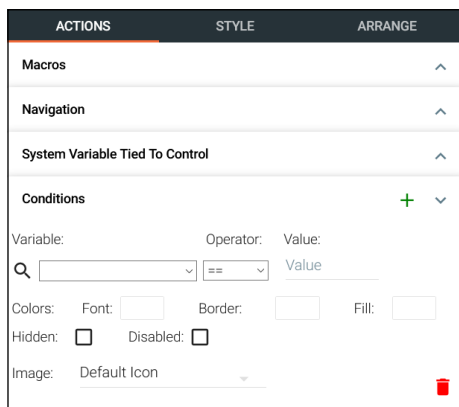 ACTIONS STYLE ARRANGE
Macros
Navigation
System Variable Tied To Control
Conditions
Variable: Operator: Value:
== Value
Colors: Font: Border: Fill:
Hidden: Disabled:
Image: Default Icon